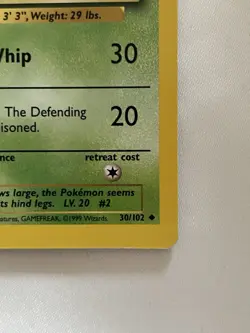 3' 3", Weight: 29 lbs.
Whip 30
The Defending
isoned. 20
nce retreat cost
ws large, the Pokémon seems
ts hind legs. LV. 20 #2
atures, GAMEFREAK. ©1999 Wizards. 30/102 ◆